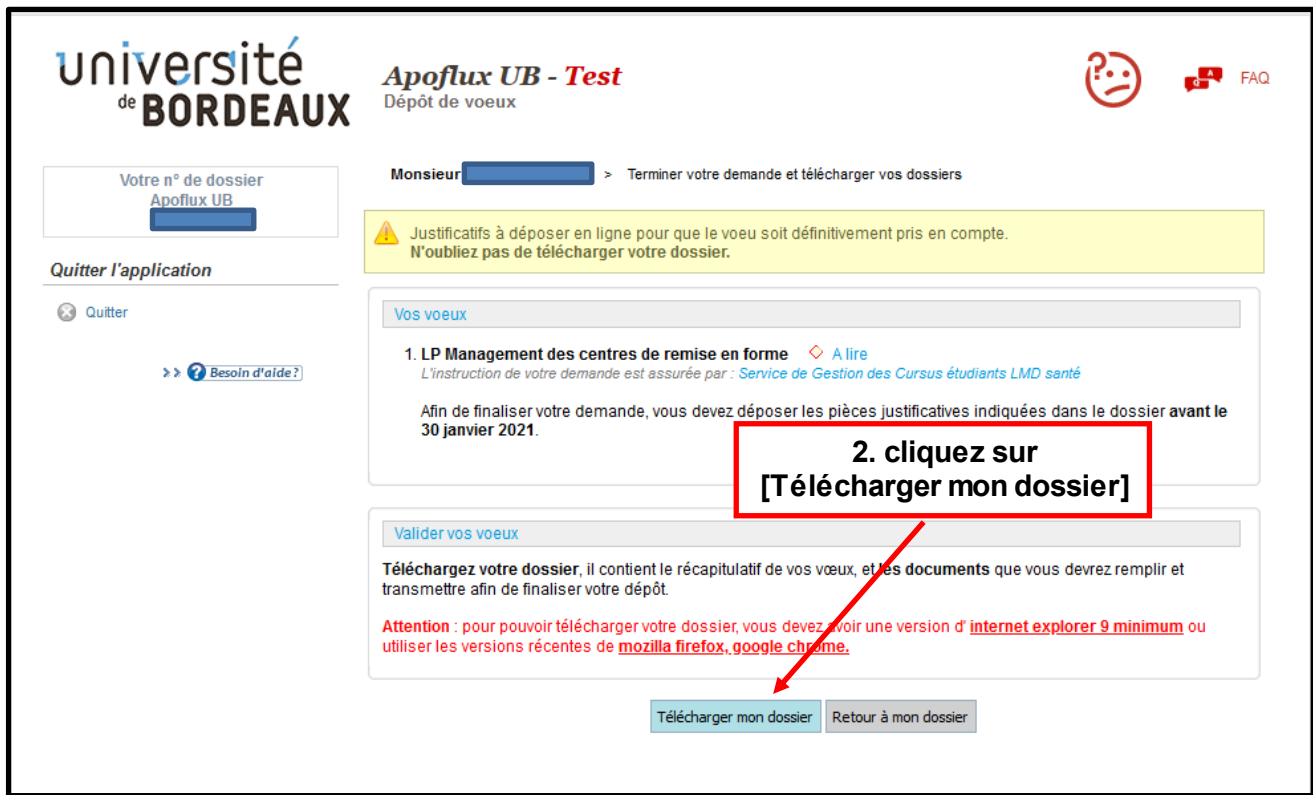 université
de BORDEAUX
Apoflux UB - Test
Dépôt de voeux
?
A
FAQ
Votre n° de dossier
Apoflux UB
Monsieur > Terminer votre demande et télécharger vos dossiers
Justificatifs à déposer en ligne pour que le voeu soit définitivement pris en compte.
N'oubliez pas de télécharger votre dossier.
Quitter l'application
Quitter
>> ? Besoin d'aide?
Vos voeux
1. LP Management des centres de remise en forme A lire
L'instruction de votre demande est assurée par : Service de Gestion des Cursus étudiants LMD santé
Afin de finaliser votre demande, vous devez déposer les pièces justificatives indiquées dans le dossier avant le
30 janvier 2021.
2. cliquez sur
[Télécharger mon dossier]
Valider vos voeux
Téléchargez votre dossier, il contient le récapitulatif de vos vœux, et les documents que vous devrez remplir et
transmettre afin de finaliser votre dépôt.
Attention : pour pouvoir télécharger votre dossier, vous devez avoir une version d' internet explorer 9 minimum ou
utiliser les versions récentes de mozilla firefox, google chrome.
Télécharger mon dossier
Retour à mon dossier